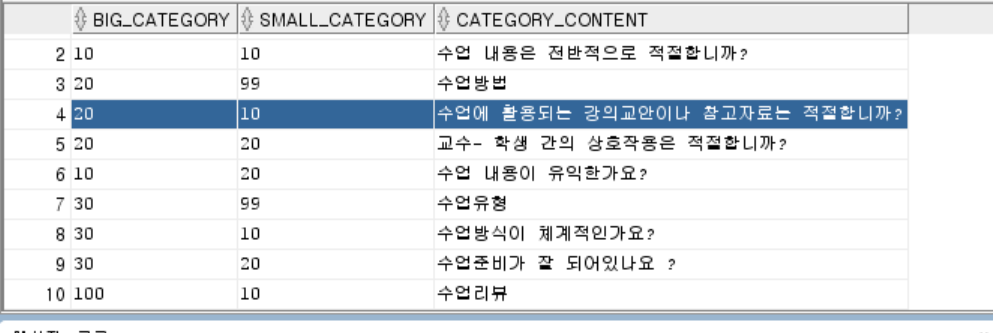 BIG_CATEGORY SMALL_CATEGORY CATEGORY_CONTENT
2 10 10 수업 내용은 전반적으로 적절합니까?
3 20 99 수업방법
4 20 10 수업에 활용되는 강의교안이나 참고자료는 적절합니까?
5 20 20 교수- 학생 간의 상호작용은 적절합니까?
6 10 20 수업 내용이 유익한가요?
7 30 99 수업유형
8 30 10 수업방식이 체계적인가요?
9 30 20 수업준비가 잘 되어있나요 ?
10 100 10 수업리뷰